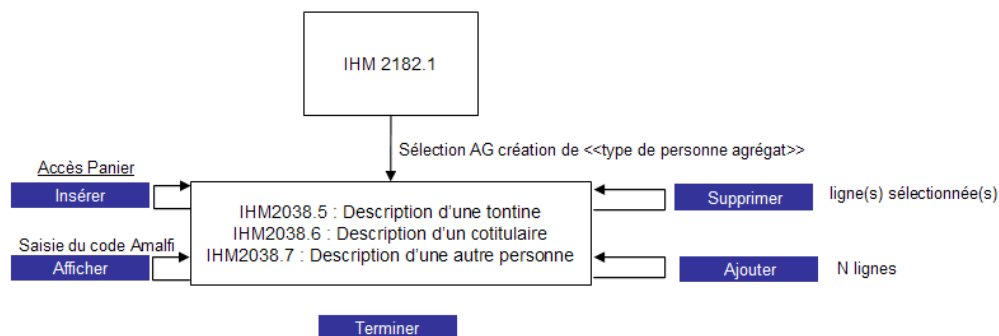 IHM 2182.1
Sélection AG création de <<type de personne agrégat>>
Accès Panier
Insérer
Supprimer
ligne(s) sélectionnée(s)
IHM2038.5 : Description d'une tontine
IHM2038.6 : Description d'un cotitulaire
IHM2038.7 : Description d'une autre personne
Saisie du code Amalfi
Afficher
Ajouter
N lignes
Terminer